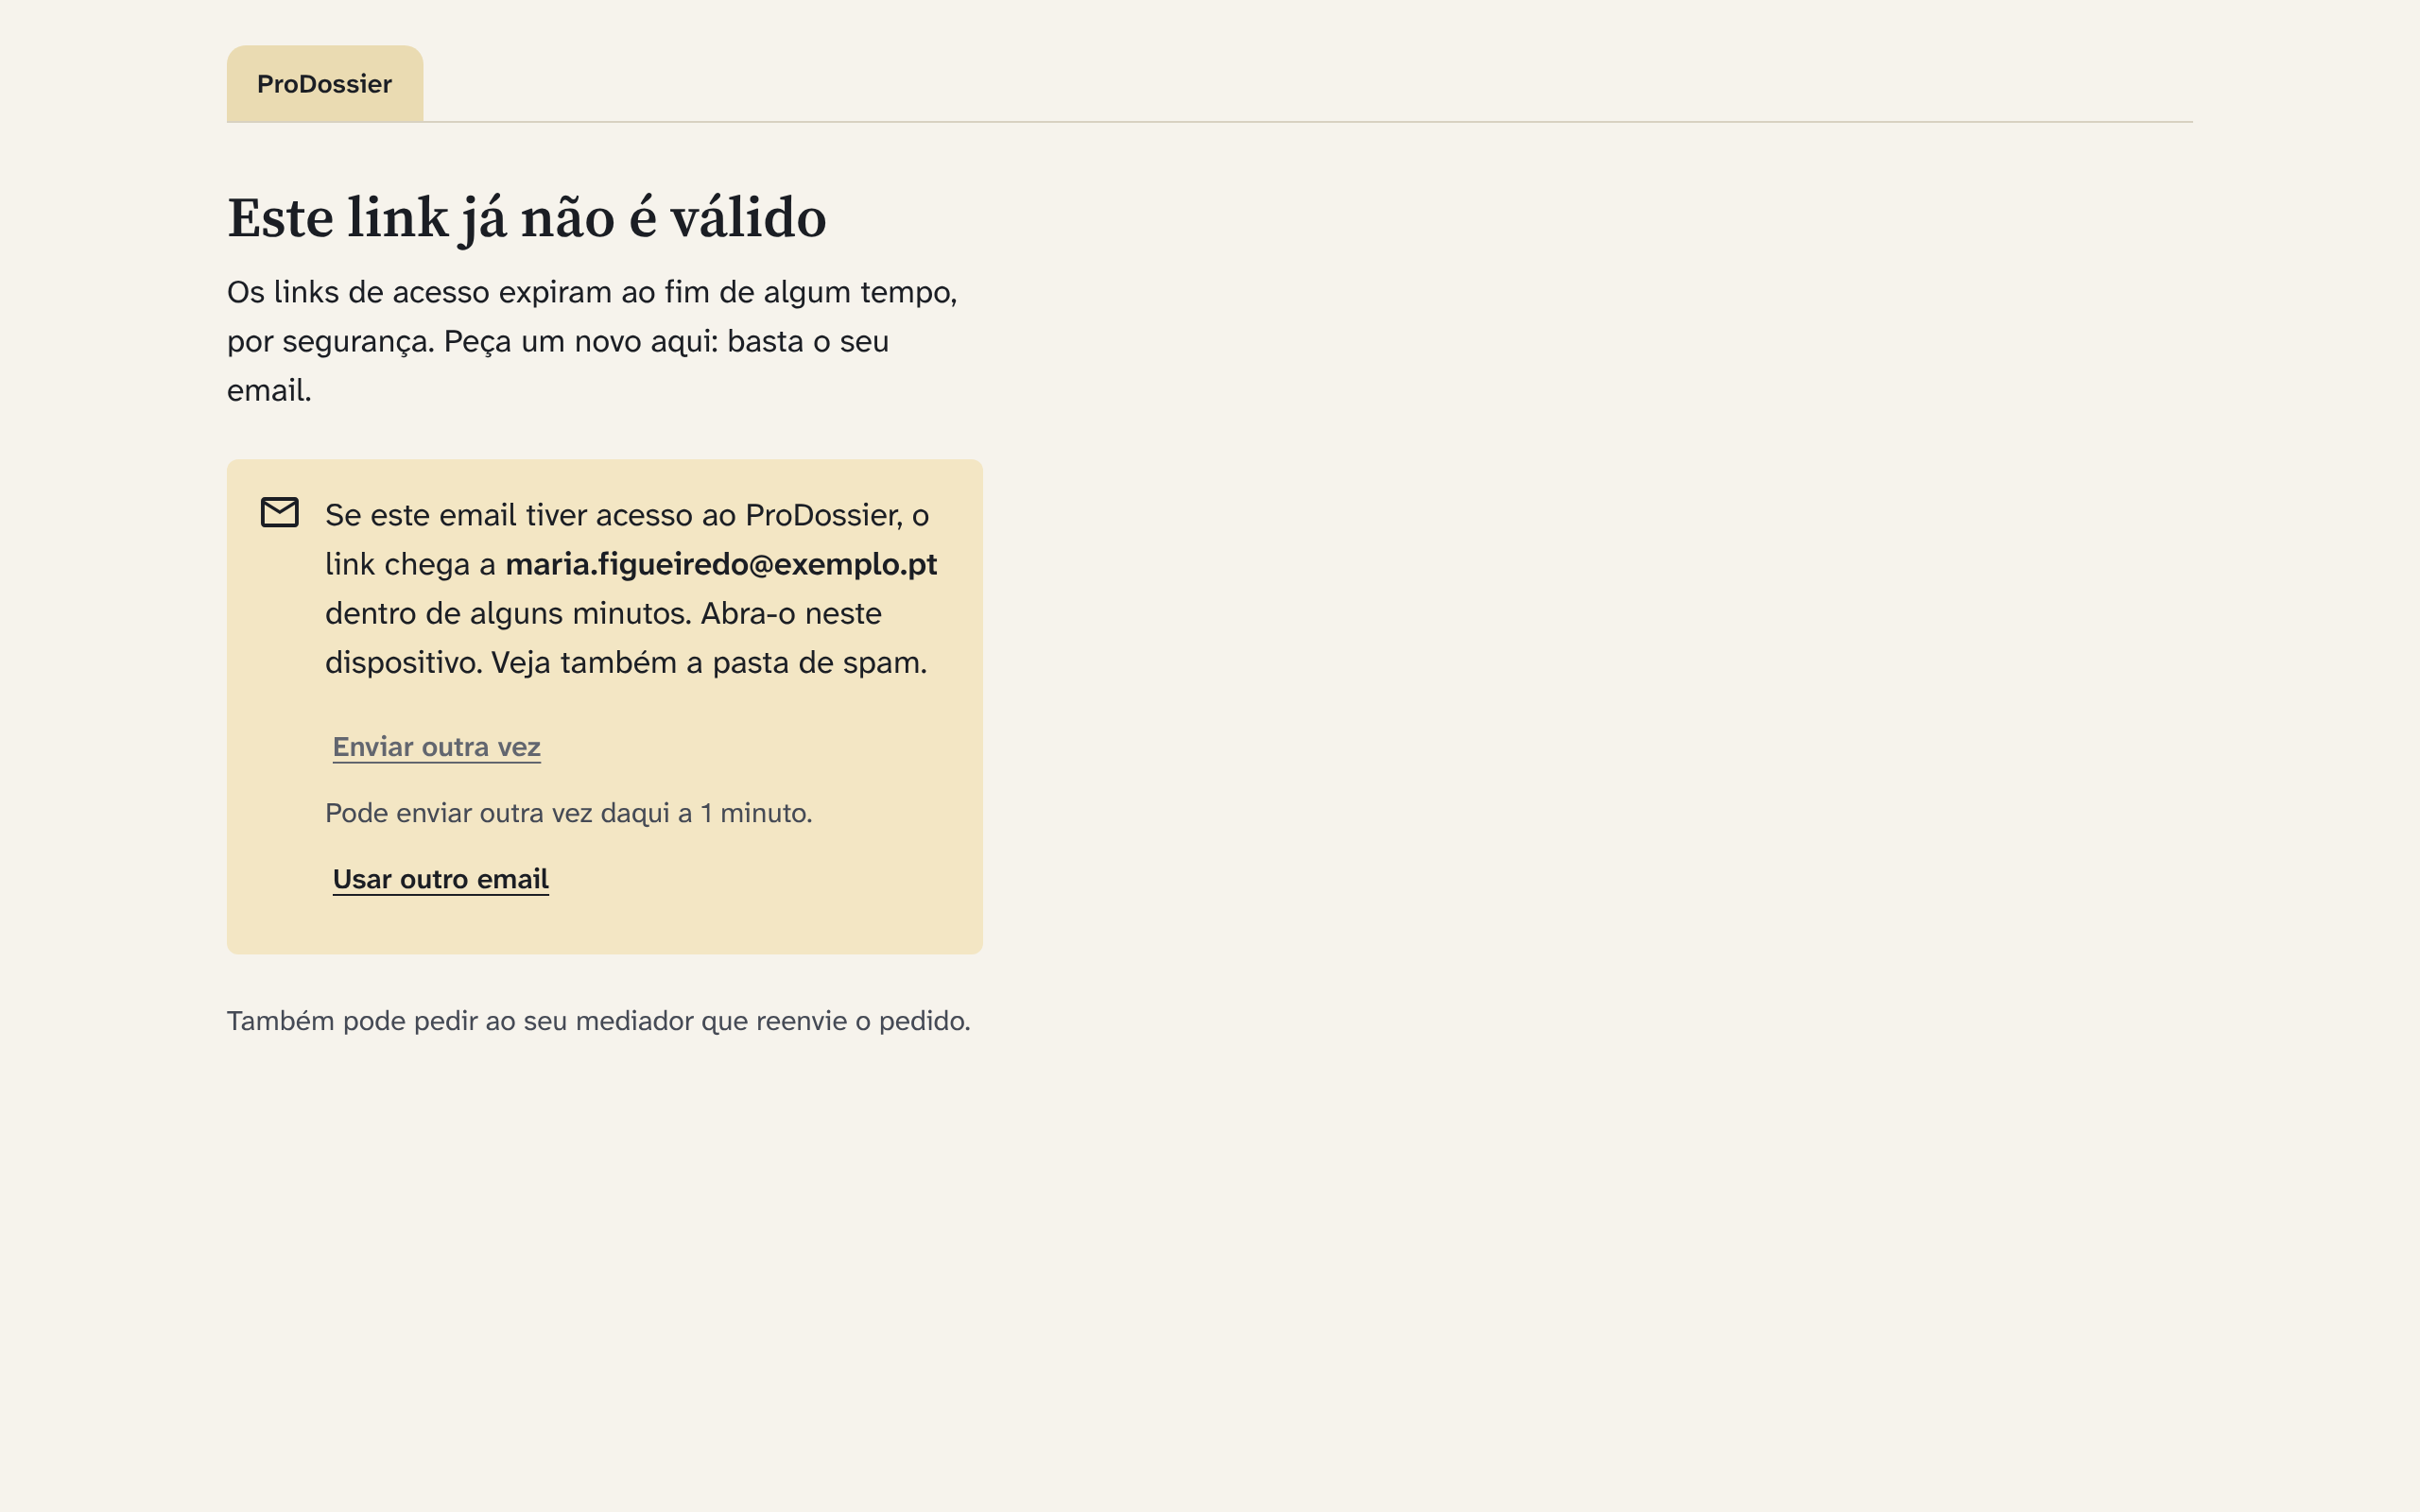 ProDossier
Este link já não é válido
Os links de acesso expiram ao fim de algum tempo,
por segurança. Peça um novo aqui: basta o seu
email.
Se este email tiver acesso ao ProDossier, o
link chega a maria.figueiredo@exemplo.pt
dentro de alguns minutos. Abra-o neste
dispositivo. Veja também a pasta de spam.
Enviar outra vez
Pode enviar outra vez daqui a 1 minuto.
Usar outro email
Também pode pedir ao seu mediador que reenvie o pedido.